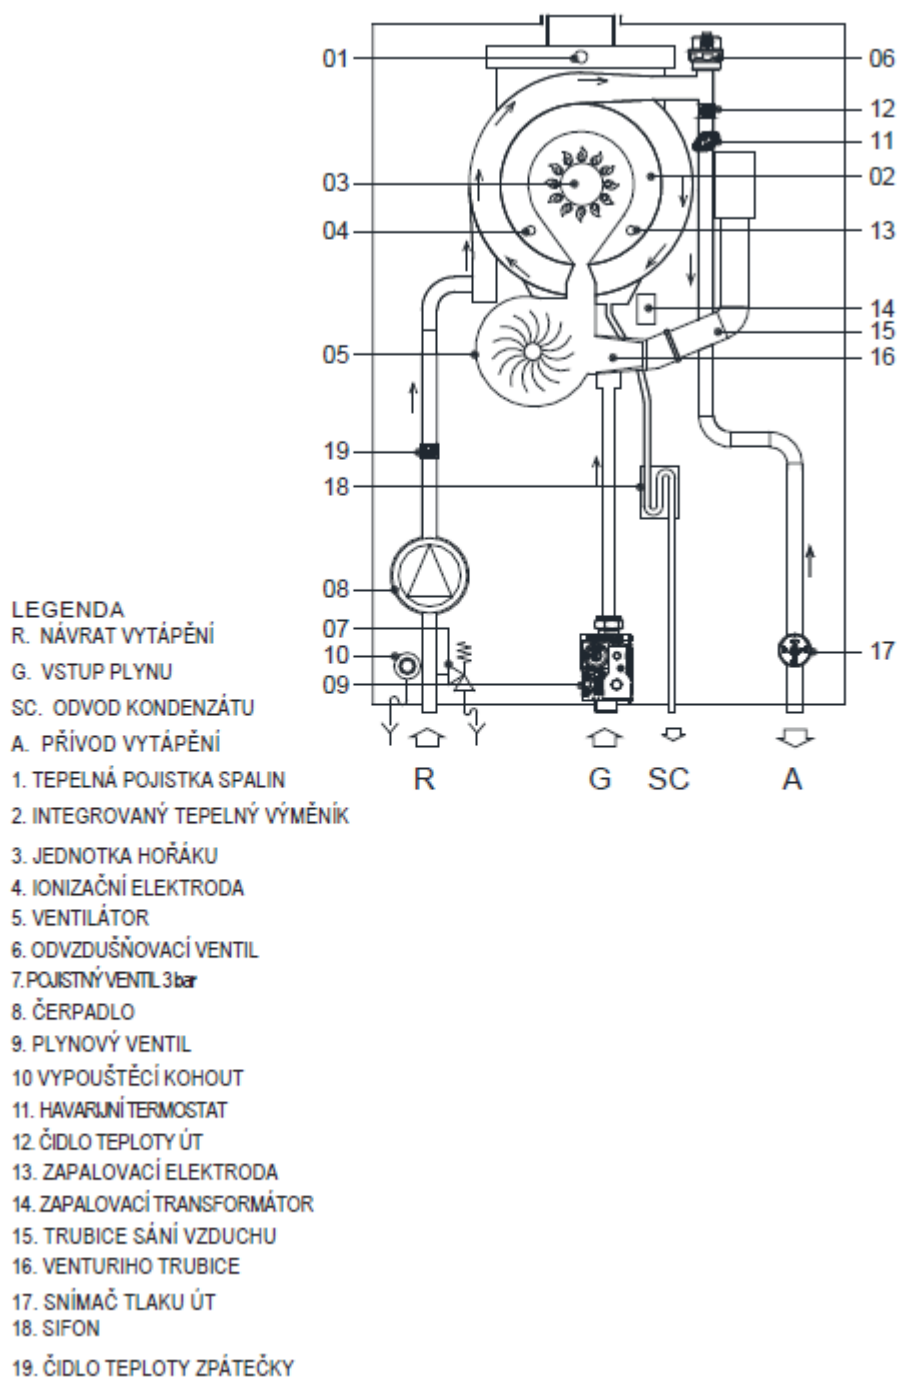 01
06
12
11
03
02
04
13
14
15
05
16
19
18
08
07
10
17
09
R
G
SC
A
LEGENDA
R. NÁVRAT VYTÁPĚNÍ
G. VSTUP PLYNU
SC. ODVOD KONDENZÁTU
A. PŘÍVOD VYTÁPĚNÍ
1. TEPELNÁ POJISTKA SPALIN
2. INTEGROVANÝ TEPELNÝ VÝMĚNÍK
3. JEDNOTKA HOŘÁKU
4. IONIZAČNÍ ELEKTRODA
5. VENTILÁTOR
6. ODVZDUŠŇOVACÍ VENTIL
7. POJISTNÝ VENTIL 3 bar
8. ČERPADLO
9. PLYNOVÝ VENTIL
10 VYPOUŠTĚCÍ KOHOUT
11. HAVARIJNÍ TERMOSTAT
12. ČIDLO TEPLOTY ÚT
13. ZAPALOVACÍ ELEKTRODA
14. ZAPALOVACÍ TRANSFORMÁTOR
15. TRUBICE SÁNÍ VZDUCHU
16. VENTURIHO TRUBICE
17. SNÍMAČ TLAKU ÚT
18. SIFON
19. ČIDLO TEPLOTY ZPÁTEČKY